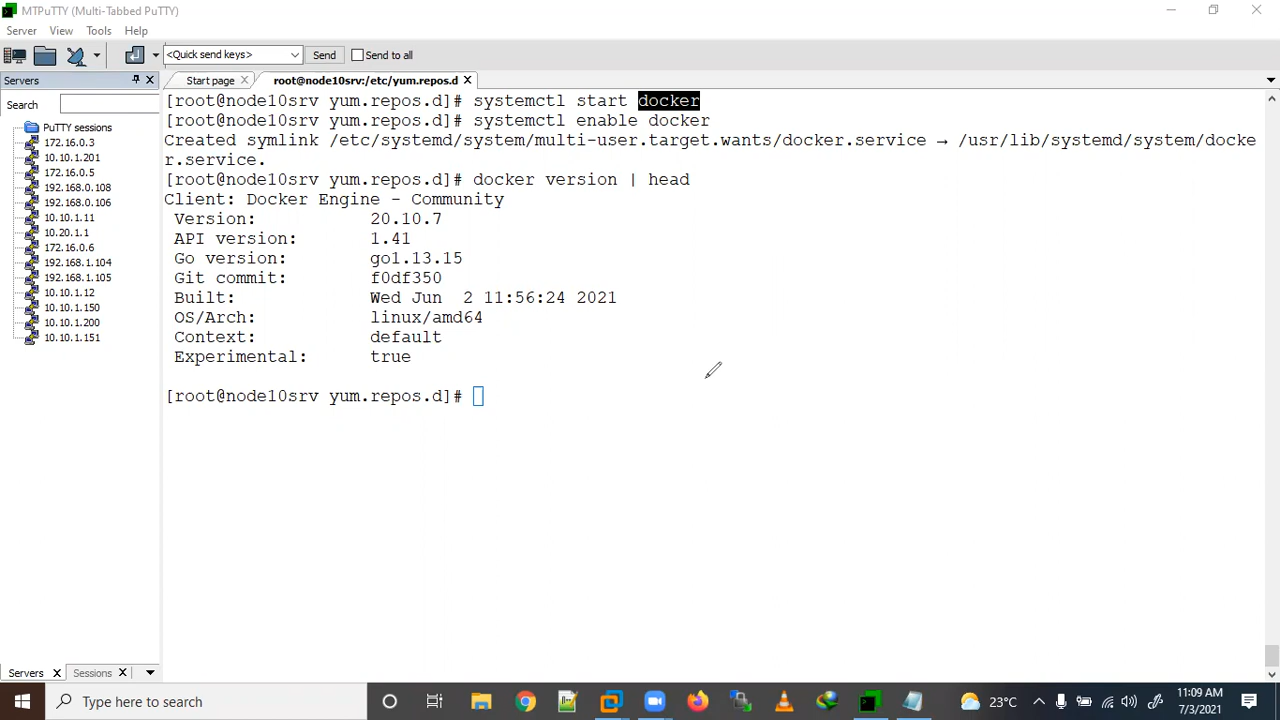 MTPuTTY (Multi-Tabbed PuTTY)
Server View Tools Help
<Quick send keys> Send Send to all
Servers
Start page root@node10srv:/etc/yum.repos.d
Search
PuTTY sessions
172.16.0.3
10.10.1.201
172.16.0.5
192.168.0.108
192.168.0.106
10.10.1.11
10.20.1.1
172.16.0.6
192.168.1.104
192.168.1.105
10.10.1.12
10.10.1.150
10.10.1.200
10.10.1.151
[root@node10srv yum.repos.d]# systemctl start docker
[root@node10srv yum.repos.d]# systemctl enable docker
Created symlink /etc/systemd/system/multi-user.target.wants/docker.service → /usr/lib/systemd/system/docke
r.service.
[root@node10srv yum.repos.d]# docker version | head
Client: Docker Engine - Community
Version: 20.10.7
API version: 1.41
Go version: go1.13.15
Git commit: f0df350
Built: Wed Jun  2 11:56:24 2021
OS/Arch: linux/amd64
Context: default
Experimental: true
[root@node10srv yum.repos.d]#
Servers Sessions
Type here to search
23°C
11:09 AM
7/3/2021